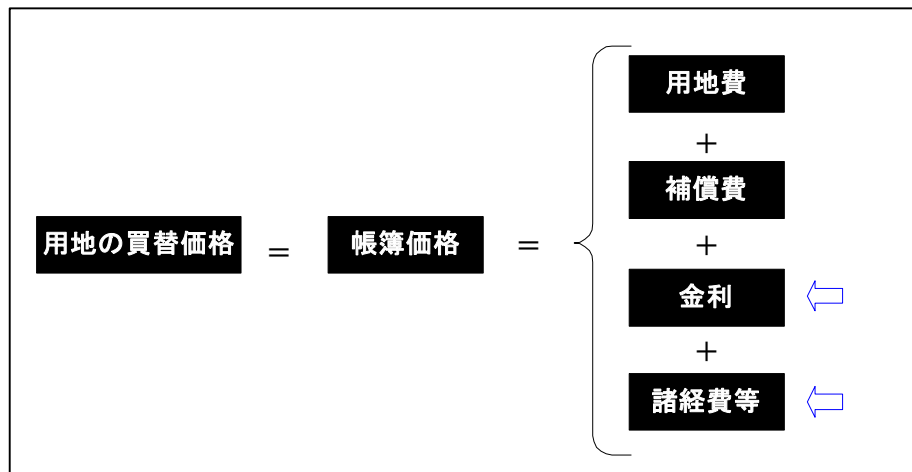 用地の買替価格 = 帳簿価格 =
用地費
+
補償費
+
金利
+
諸経費等